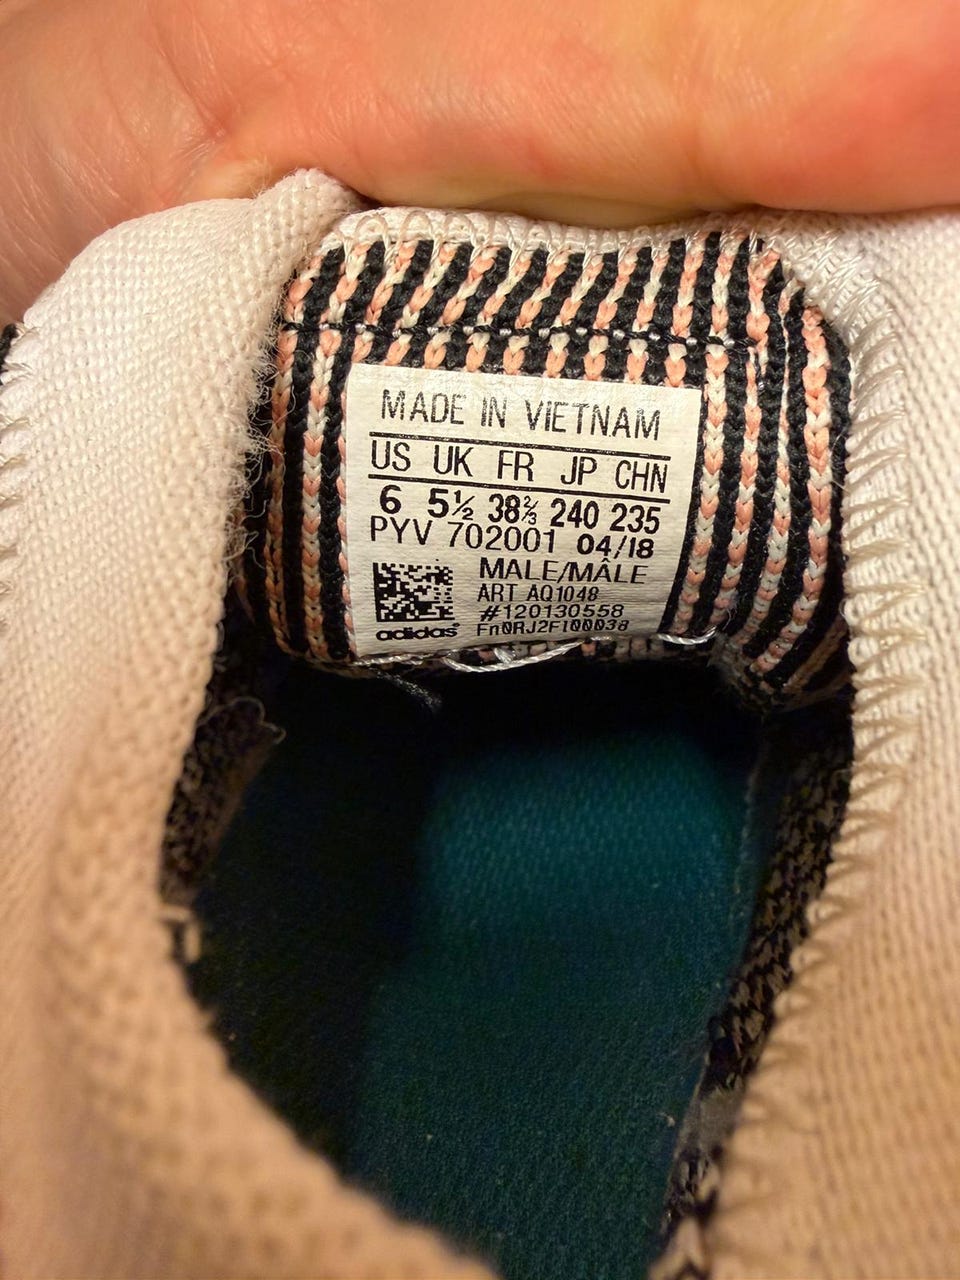 MADE IN VIETNAM
US UK FR JP CHN
6 5½ 38⅔ 240 235
PYV 702001 04/18
MALE/MÂLE
ART AQ1048
#120130558
adidas® Fn0RJ2F100038